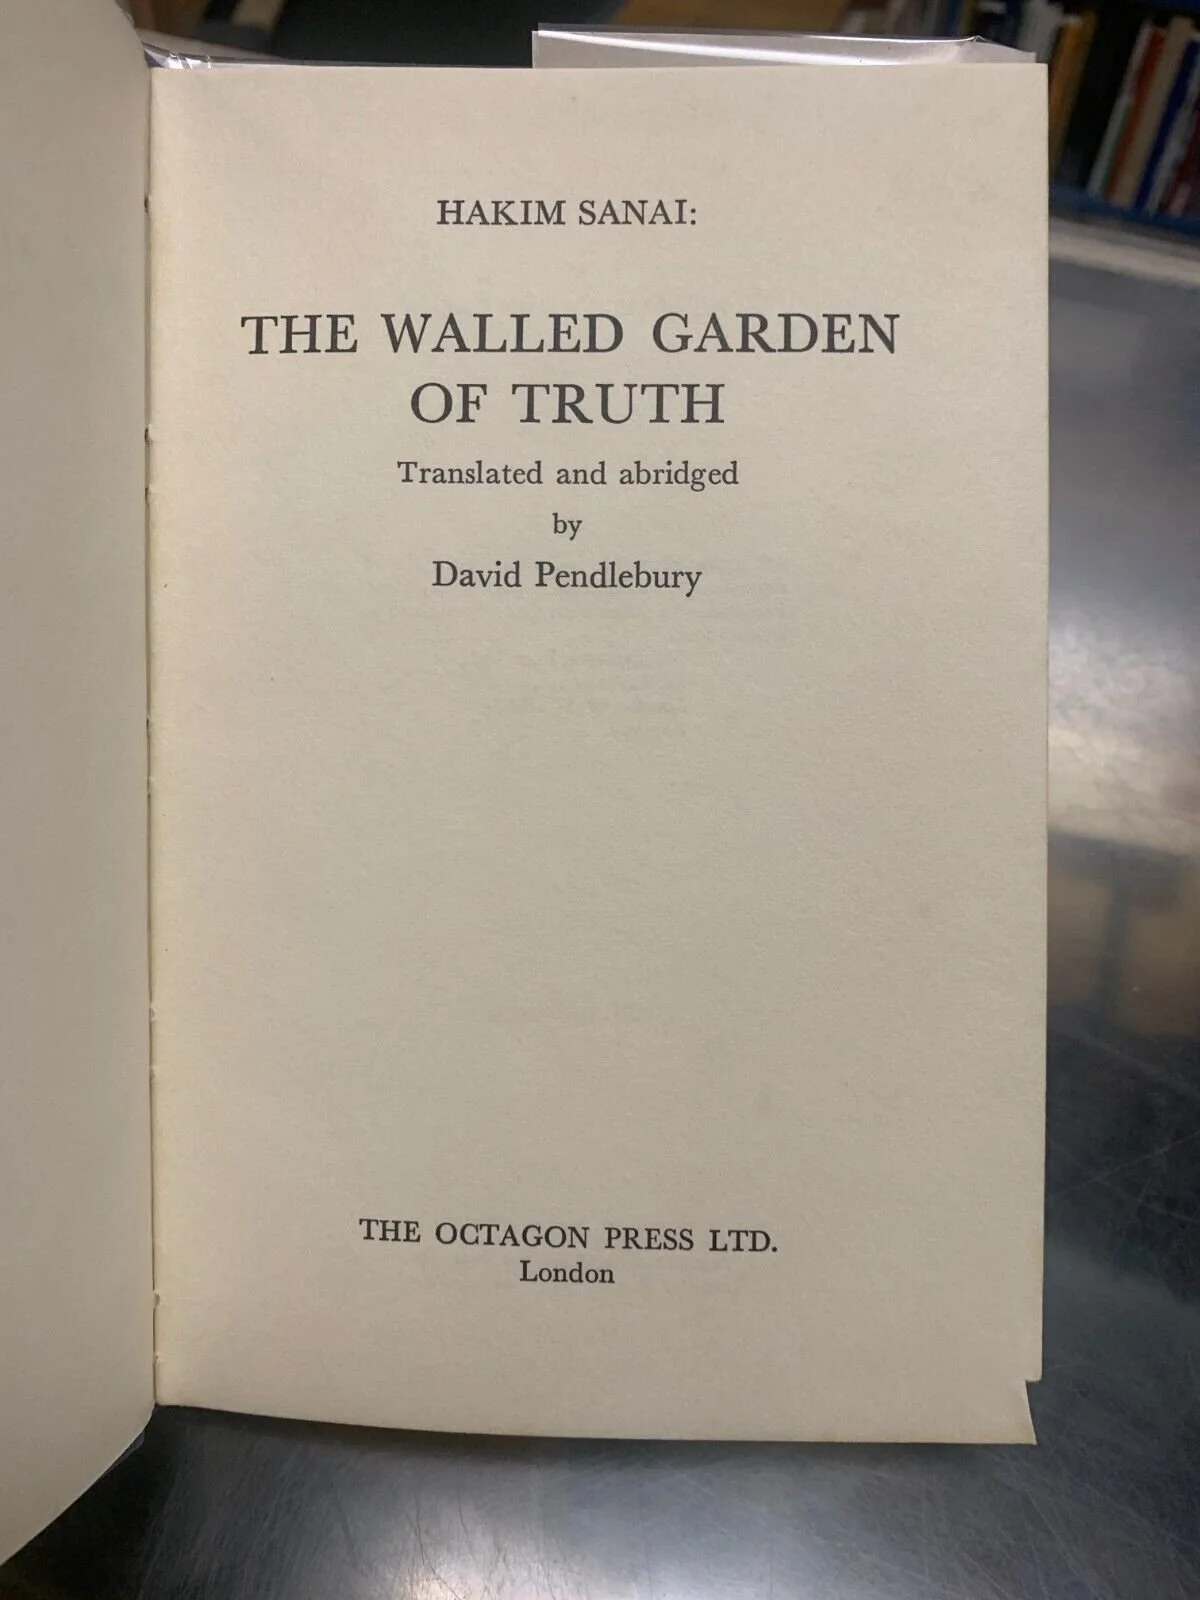 HAKIM SANAI:
THE WALLED GARDEN
OF TRUTH
Translated and abridged
by
David Pendlebury
THE OCTAGON PRESS LTD.
London